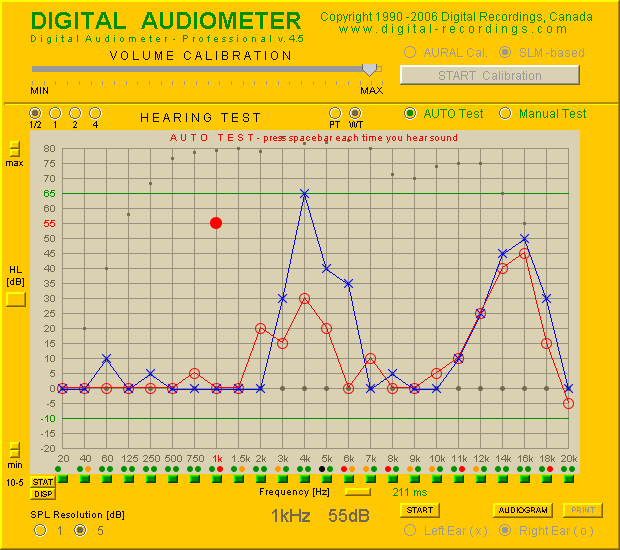 DIGITAL AUDIOMETER
Digital Audiometer - Professional v.4.5
Copyright 1990 -2006 Digital Recordings, Canada
www.digital-recordings.com
VOLUME CALIBRATION
AURAL Cal.
SLM -based
MIN
MAX
START Calibration
1/2
1
2
4
HEARING TEST
PT
WT
AUTO Test
Manual Test
AUTO TEST - press spacebar each time you hear sound
max
HL
[dB]
min
10-5
80
75
70
65
60
55
50
45
40
35
30
25
20
15
10
5
0
-5
-10
-15
-20
20 40 60 125 250 500 750 1k 1.5k 2k 3k 4k 5k 6k 7k 8k 9k 10k 11k 12k 14k 16k 18k 20k
STAT
DISP
Frequency [Hz]
211 ms
SPL Resolution [dB]
1
5
1kHz 55dB
START
AUDIOGRAM
PRINT
Left Ear ( x )
Right Ear ( o )